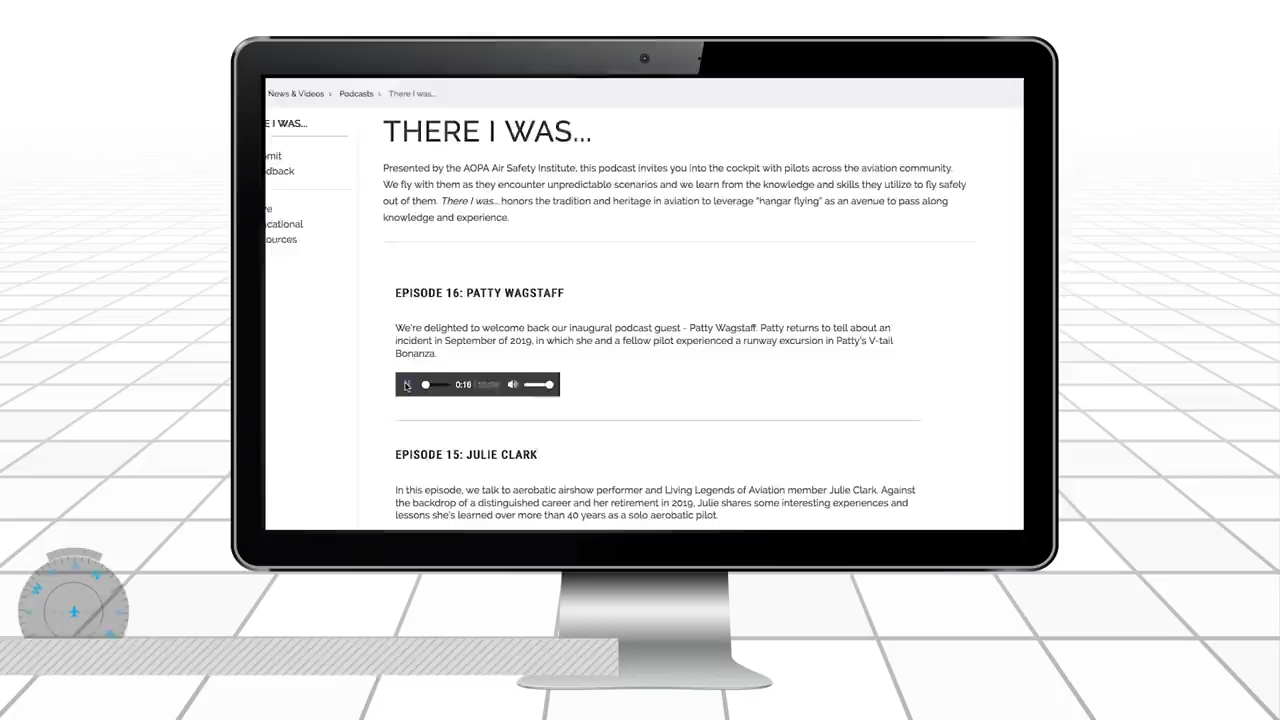 News & Videos › Podcasts › There I was...
E I WAS...
omit
dback
re
cational
ources
THERE I WAS...
Presented by the AOPA Air Safety Institute, this podcast invites you into the cockpit with pilots across the aviation community.
We fly with them as they encounter unpredictable scenarios and we learn from the knowledge and skills they utilize to fly safely
out of them. There I was... honors the tradition and heritage in aviation to leverage "hangar flying" as an avenue to pass along
knowledge and experience.
EPISODE 16: PATTY WAGSTAFF
We're delighted to welcome back our inaugural podcast guest - Patty Wagstaff. Patty returns to tell about an
incident in September of 2019, in which she and a fellow pilot experienced a runway excursion in Patty's V-tail
Bonanza.
0:16
EPISODE 15: JULIE CLARK
In this episode, we talk to aerobatic airshow performer and Living Legends of Aviation member Julie Clark. Against
the backdrop of a distinguished career and her retirement in 2019, Julie shares some interesting experiences and
lessons she's learned over more than 40 years as a solo aerobatic pilot.